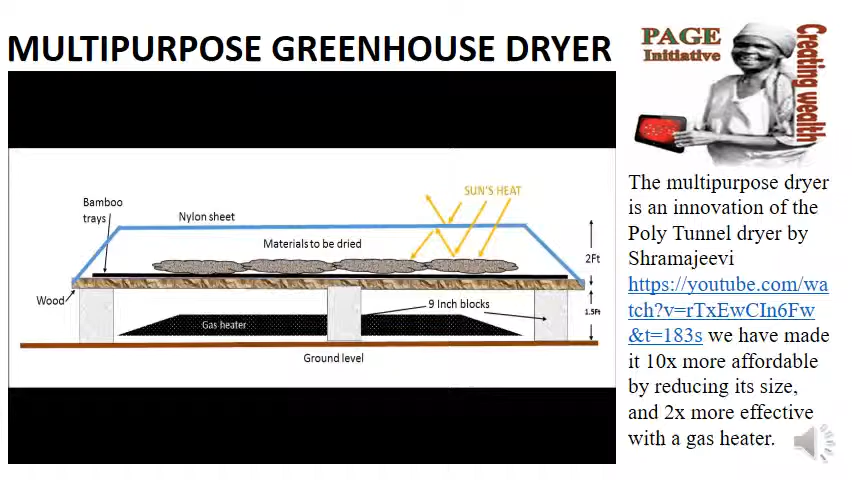 MULTIPURPOSE GREENHOUSE DRYER
PAGE
Initiative
Creating wealth
Bamboo
trays
Nylon sheet
SUN'S HEAT
Materials to be dried
2Ft
Wood
9 Inch blocks
1.5Ft
Gas heater
Ground level
The multipurpose dryer
is an innovation of the
Poly Tunnel dryer by
Shramajeevi
https://youtube.com/wa
tch?v=rTxEwCIn6Fw
&t=183s we have made
it 10x more affordable
by reducing its size,
and 2x more effective
with a gas heater.